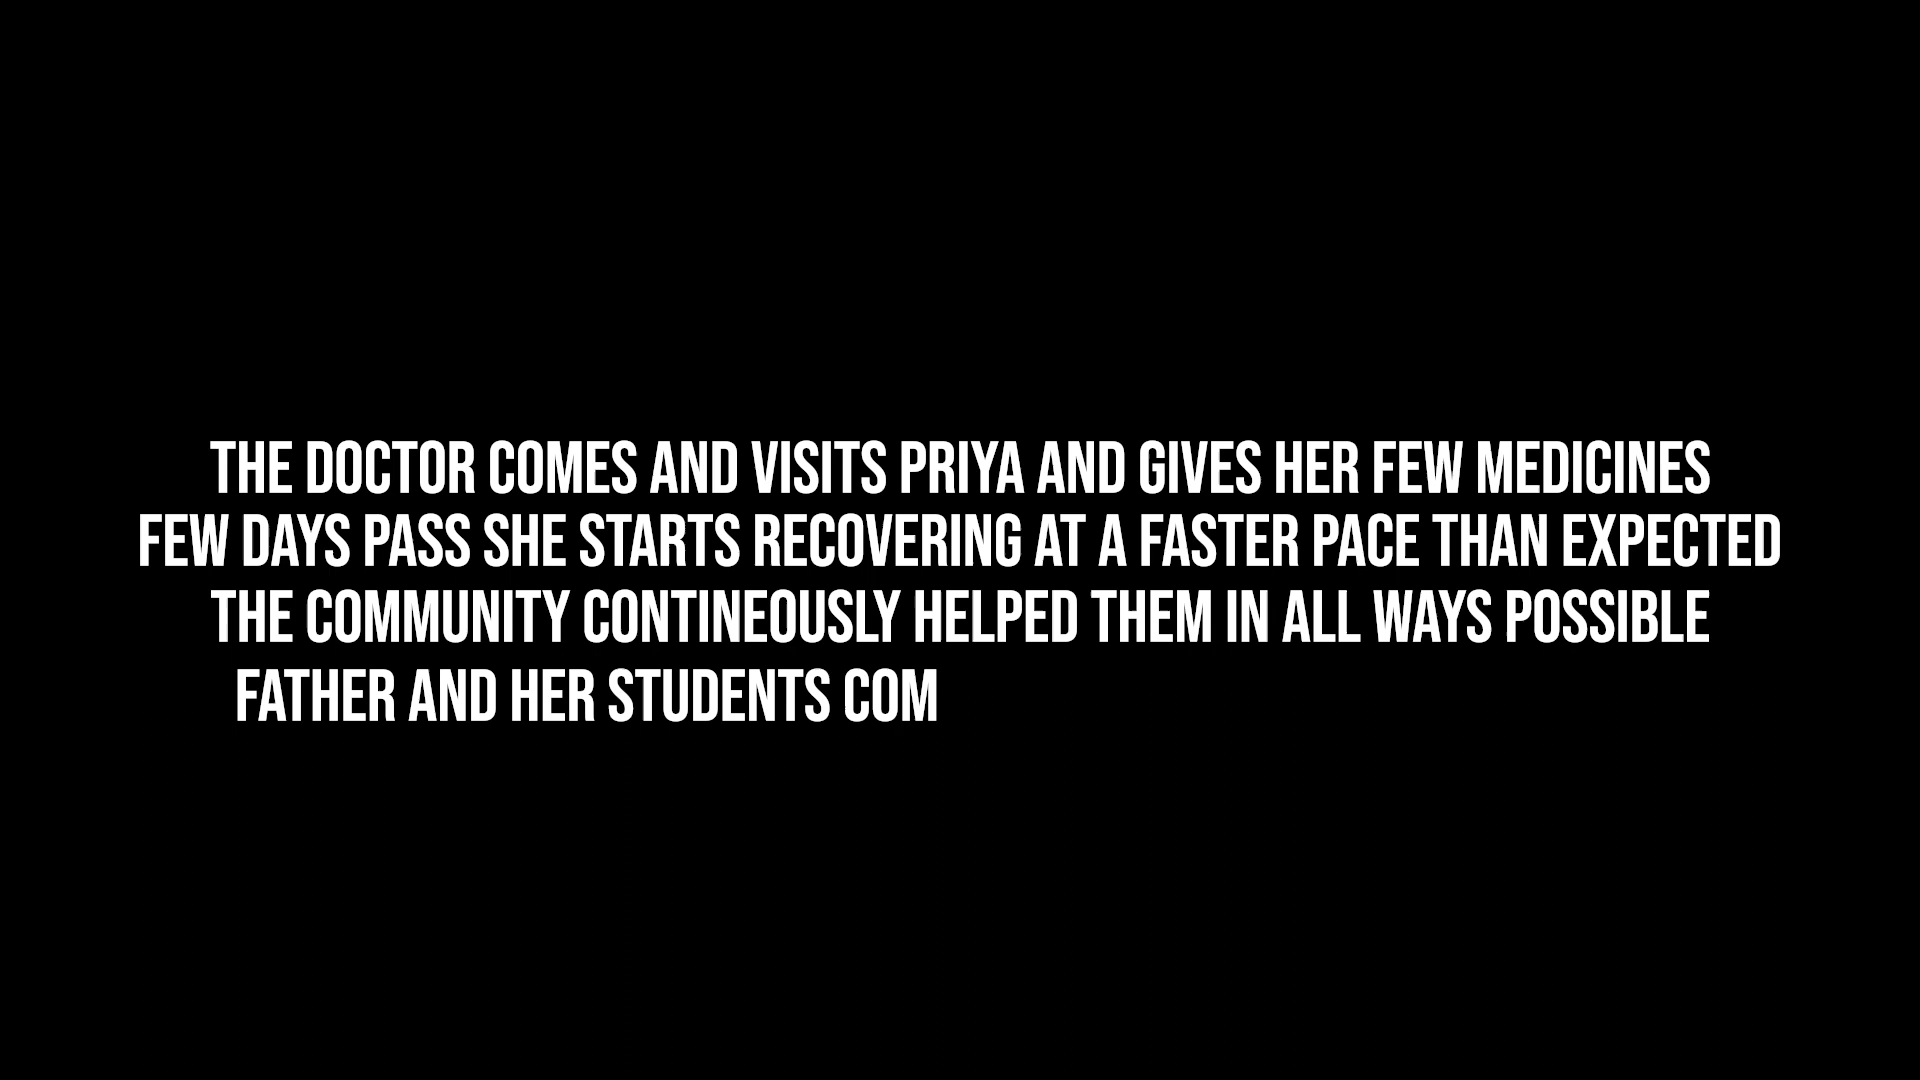 THE DOCTOR COMES AND VISITS PRIYA AND GIVES HER FEW MEDICINES
FEW DAYS PASS SHE STARTS RECOVERING AT A FASTER PACE THAN EXPECTED
THE COMMUNITY CONTINEOUSLY HELPED THEM IN ALL WAYS POSSIBLE
FATHER AND HER STUDENTS COM